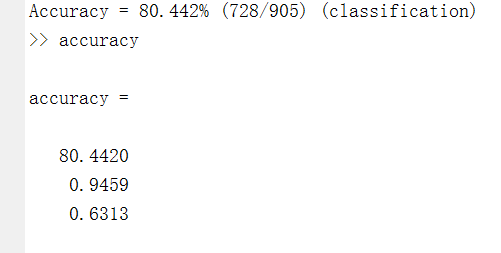 Accuracy = 80.442% (728/905) (classification)
>> accuracy
accuracy =
80.4420
0.9459
0.6313